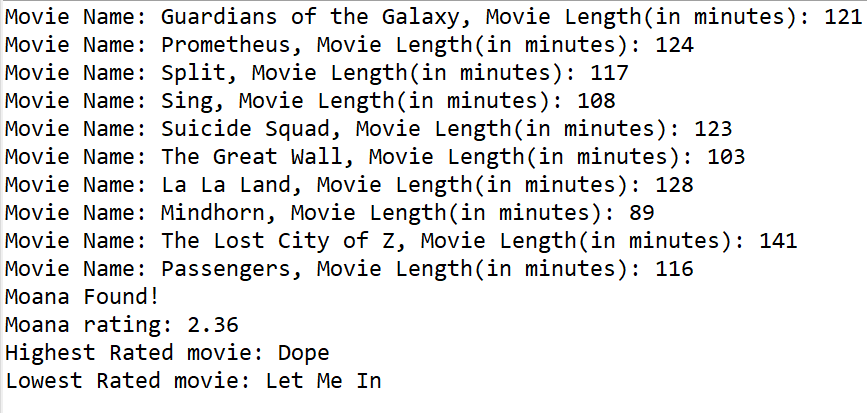 Movie Name: Guardians of the Galaxy, Movie Length(in minutes): 121
Movie Name: Prometheus, Movie Length(in minutes): 124
Movie Name: Split, Movie Length(in minutes): 117
Movie Name: Sing, Movie Length(in minutes): 108
Movie Name: Suicide Squad, Movie Length(in minutes): 123
Movie Name: The Great Wall, Movie Length(in minutes): 103
Movie Name: La La Land, Movie Length(in minutes): 128
Movie Name: Mindhorn, Movie Length(in minutes): 89
Movie Name: The Lost City of Z, Movie Length(in minutes): 141
Movie Name: Passengers, Movie Length(in minutes): 116
Moana Found!
Moana rating: 2.36
Highest Rated movie: Dope
Lowest Rated movie: Let Me In